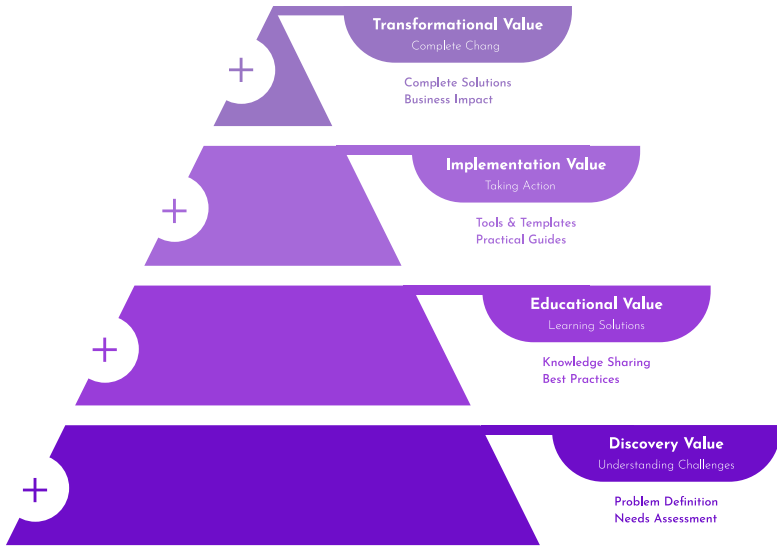 Transformational Value
Complete Chang
Complete Solutions
Business Impact
Implementation Value
Taking Action
Tools & Templates
Practical Guides
Educational Value
Learning Solutions
Knowledge Sharing
Best Practices
Discovery Value
Understanding Challenges
Problem Definition
Needs Assessment